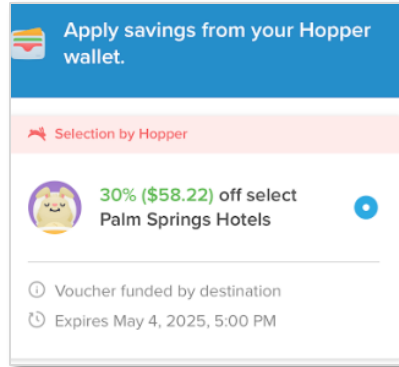 Apply savings from your Hopper
wallet.
Selection by Hopper
30% ($58.22) off select
Palm Springs Hotels
Voucher funded by destination
Expires May 4, 2025, 5:00 PM